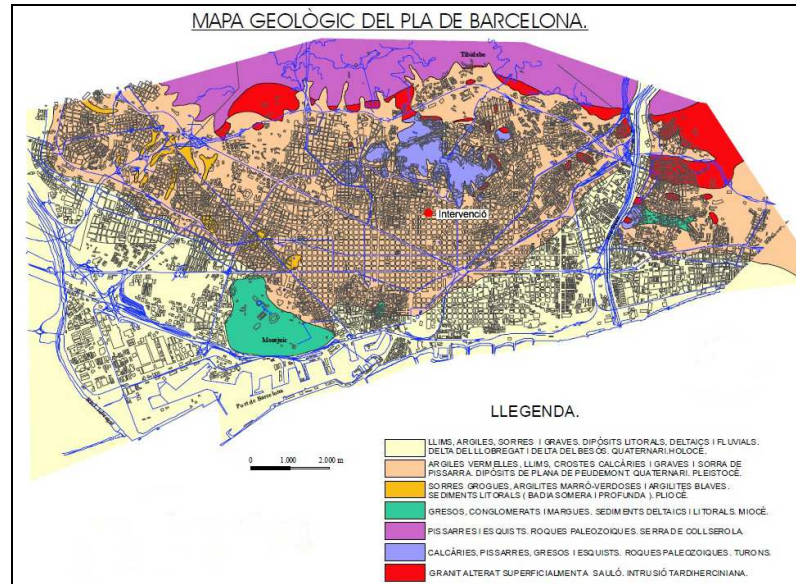 MAPA GEOLÒGIC DEL PLA DE BARCELONA.
Tibidabo
Intervenció
Montjuic
Port de Barcelona
LLEGENDA.
0 1.000 2.000 m
LLIMS, ARGILES, SORRES I GRAVES. DIPÒSITS LITORALS, DELTAICS I FLUVIALS.
DELTA DEL LLOBREGAT I DELTA DEL BESÒS. QUATERNARI.HOLOCÈ.
ARGILES VERMELLES, LLIMS, CROSTES CALCÀRIES I GRAVES I SORRA DE
PISSARRA. DIPÒSITS DE PLANA DE PEUDEMONT. QUATERNARI. PLEISTOCÈ.
SORRES GROGUES, ARGILITES MARRÓ-VERDOSES I ARGILITES BLAVES.
SEDIMENTS LITORALS ( BADIA SOMERA I PROFUNDA ). PLIOCÈ.
GRESOS, CONGLOMERATS I MARGUES. SEDIMENTS DELTAICS I LITORALS. MIOCÈ.
PISSARRES I ESQUISTS. ROQUES PALEOZOIQUES. SERRA DE COLLSEROLA.
CALCÀRIES, PISSARRES, GRESOS I ESQUISTS. ROQUES PALEOZOIQUES. TURONS.
GRANIT ALTERAT SUPERFICIALMENT A SAULÓ. INTRUSIÓ TARDIHERCINIANA.